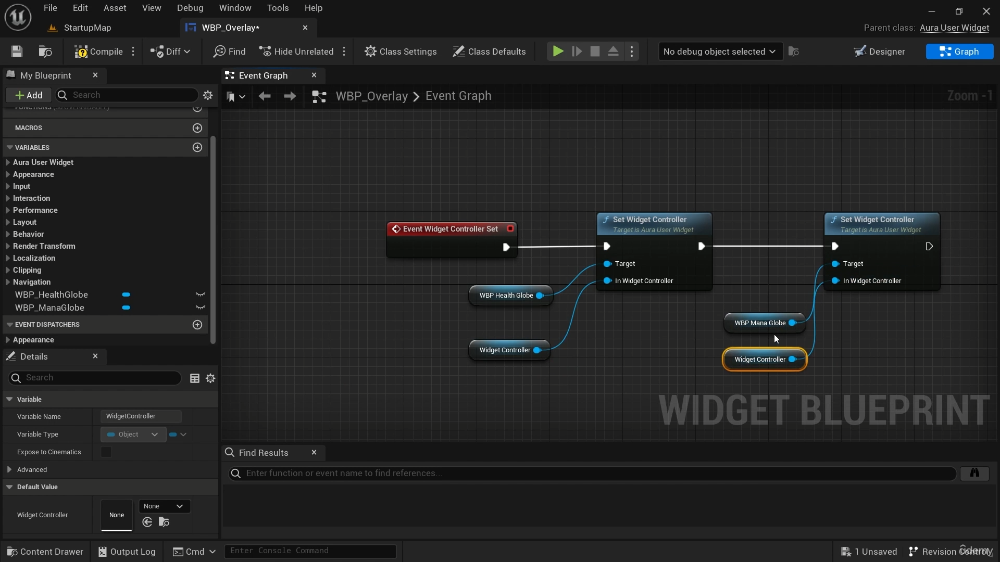 File Edit Asset View Debug Window Tools Help
StartupMap
WBP_Overlay*
Parent class: Aura User Widget
Compile
Diff
Find
Hide Unrelated
Class Settings
Class Defaults
No debug object selected
Designer
Graph
My Blueprint
Event Graph
Add
Search
WBP_Overlay > Event Graph
Zoom -1
FUNCTIONS (36 OVERRIDABLE)
MACROS
VARIABLES
Aura User Widget
Appearance
Input
Interaction
Performance
Layout
Behavior
Render Transform
Localization
Clipping
Navigation
WBP_HealthGlobe
WBP_ManaGlobe
EVENT DISPATCHERS
Appearance
Event Widget Controller Set
Set Widget Controller
Target is Aura User Widget
Target
In Widget Controller
Set Widget Controller
Target is Aura User Widget
Target
In Widget Controller
WBP Health Globe
Widget Controller
WBP Mana Globe
Widget Controller
WIDGET BLUEPRINT
Details
Search
Variable
Variable Name WidgetController
Variable Type Object
Expose to Cinematics
Advanced
Default Value
Widget Controller None None
Find Results
Enter function or event name to find references...
Content Drawer
Output Log
Cmd
Enter Console Command
1 Unsaved
Revision Control
ûdemy